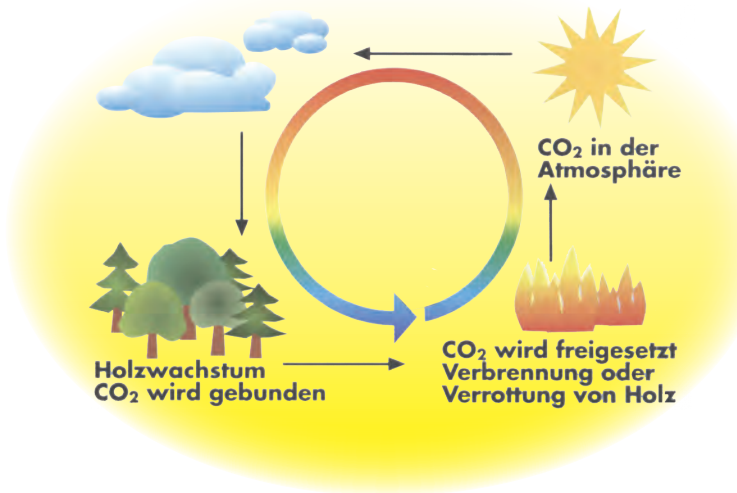 CO₂ in der
Atmosphäre
Holzwachstum
CO₂ wird gebunden
CO₂ wird freigesetzt
Verbrennung oder
Verrottung von Holz